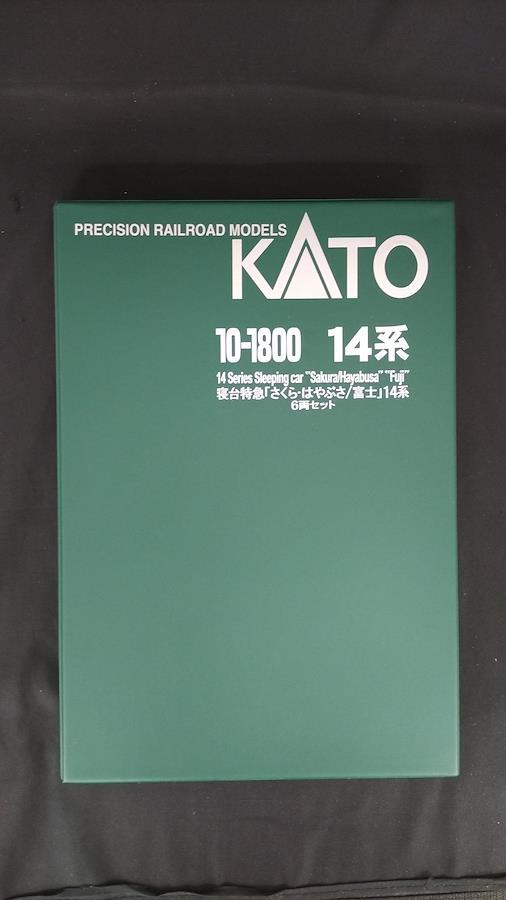 PRECISION RAILROAD MODELS
KATO
10-1800 14系
14 Series Sleeping car "Sakura/Hayabusa" "Fuji"
寝台特急「さくら・はやぶさ/富士」14系
6両セット